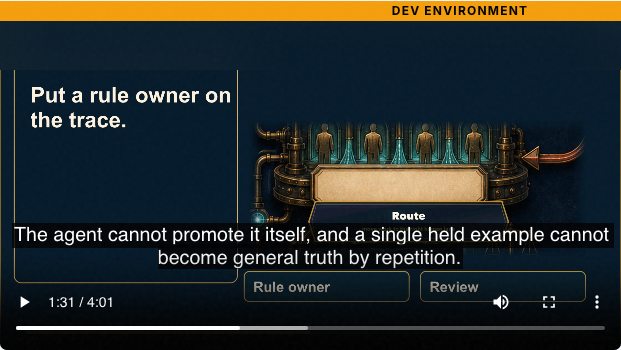 DEV ENVIRONMENT
Put a rule owner on
the trace.
Route
The agent cannot promote it itself, and a single held example cannot
become general truth by repetition.
Rule owner
Review
1:31 / 4:01